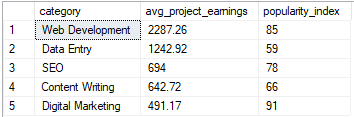 category avg_project_earnings popularity_index
1 Web Development 2287.26 85
2 Data Entry 1242.92 59
3 SEO 694 78
4 Content Writing 642.72 66
5 Digital Marketing 491.17 91